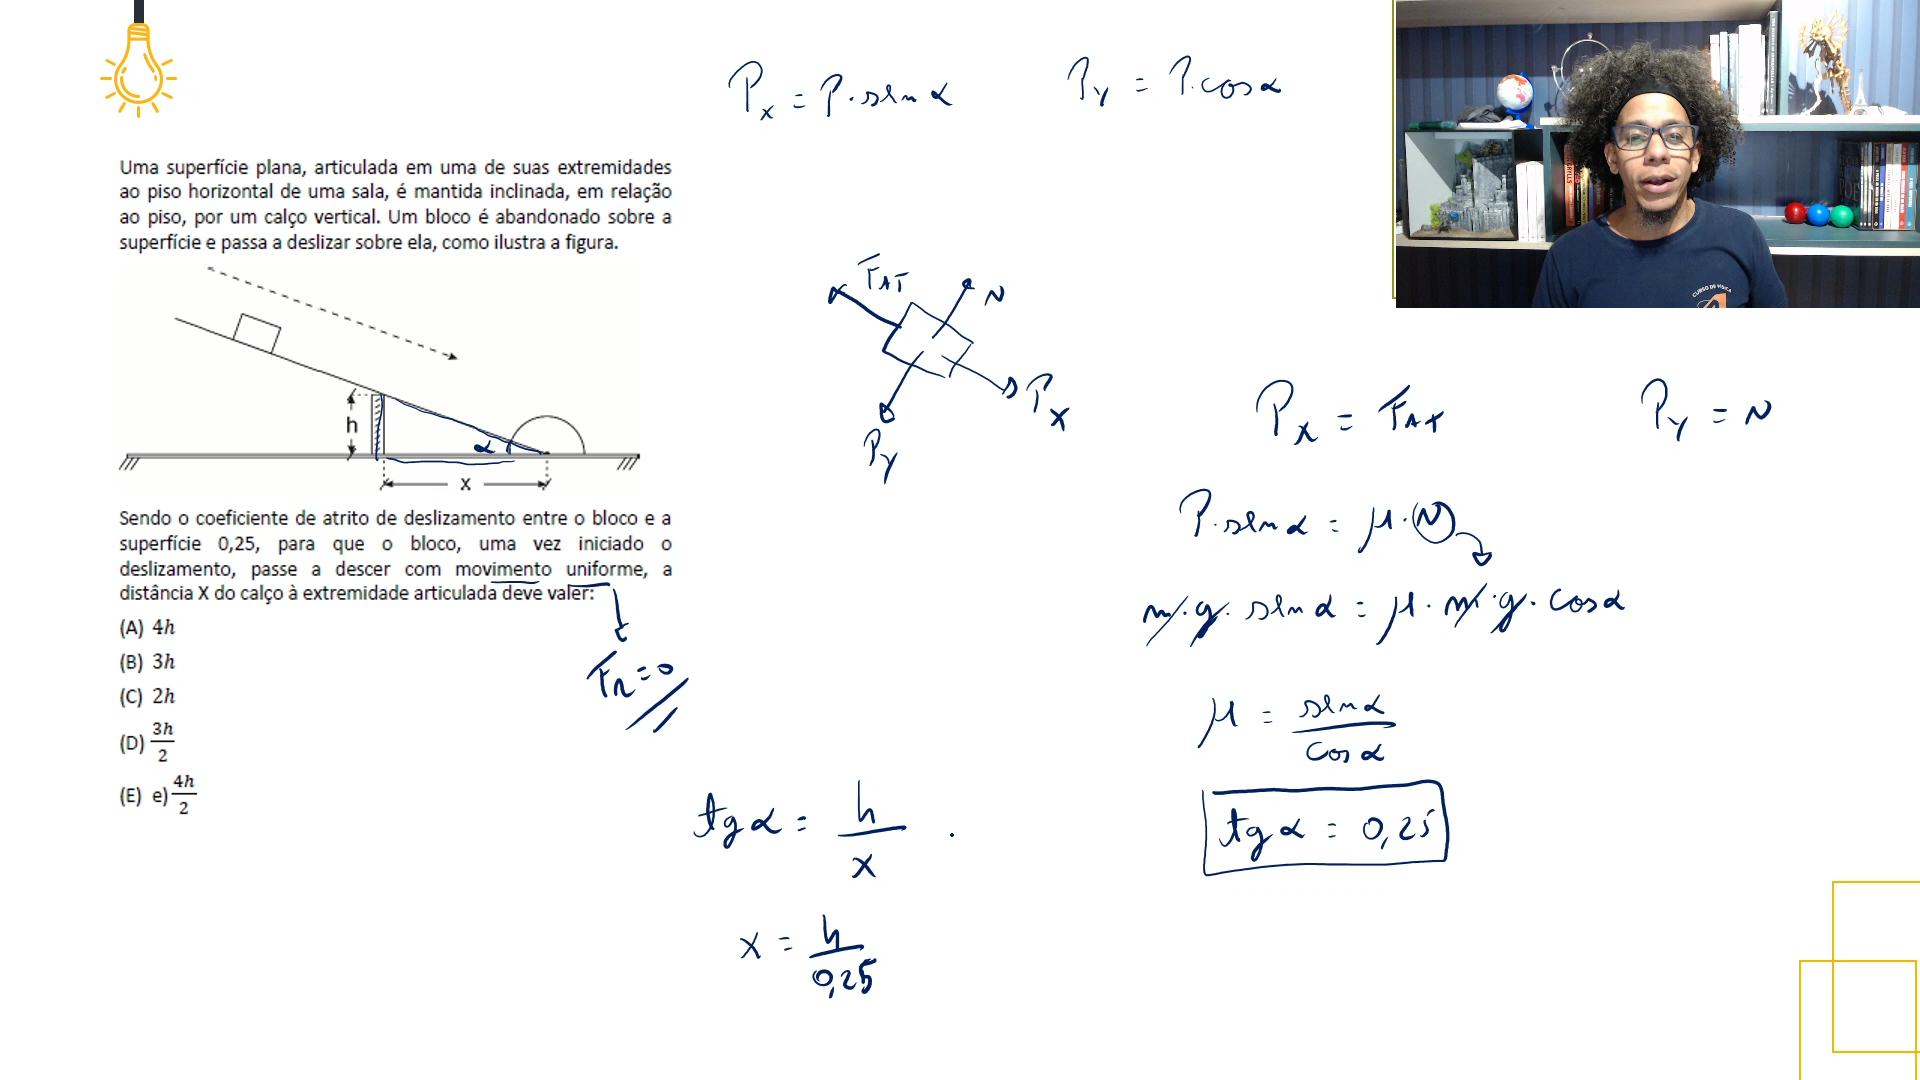 Px = P.sen α
Py = P.cos α
Uma superfície plana, articulada em uma de suas extremidades
ao piso horizontal de uma sala, é mantida inclinada, em relação
ao piso, por um calço vertical. Um bloco é abandonado sobre a
superfície e passa a deslizar sobre ela, como ilustra a figura.
h
α
x
FAT
N
Px
Py
Px = FAT
Py = N
P.sen α = μ.N
m.g.sen α = μ.m.g.cos α
μ = sen α / cos α
tg α = 0,25
Sendo o coeficiente de atrito de deslizamento entre o bloco e a
superfície 0,25, para que o bloco, uma vez iniciado o
deslizamento, passe a descer com movimento uniforme, a
distância X do calço à extremidade articulada deve valer:
(A) 4h
(B) 3h
(C) 2h
(D) 3h/2
(E) e) 4h/2
FR = 0
tg α = h/x .
x = h/0,25
CURSO DE FÍSICA